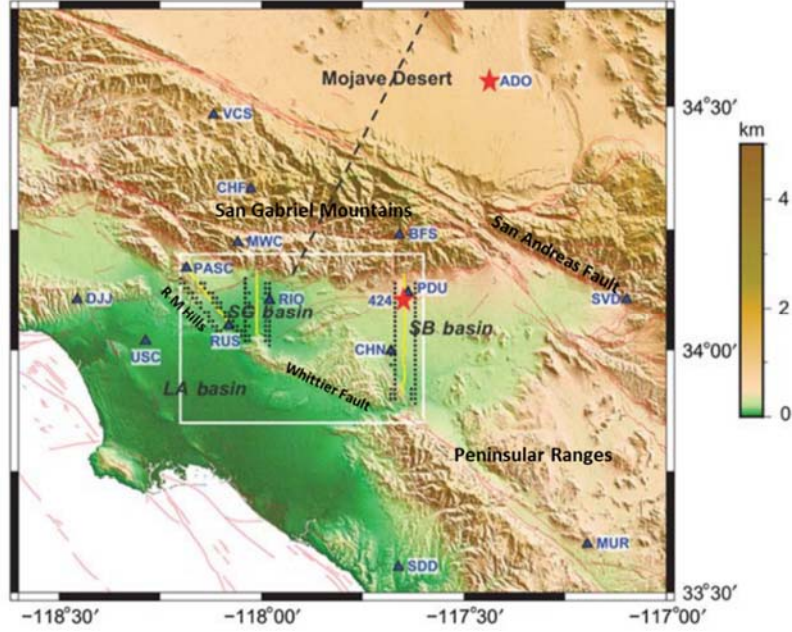 Mojave Desert
ADO
34°30′
VCS
km
CHF
4
San Gabriel Mountains
BFS
San Andreas Fault
MWC
PASC
PDU
DJJ
R M Hills
SG basin
RIO
424
SVD
2
SB basin
RUS
USC
CHN
34°00′
Whittier Fault
LA basin
0
Peninsular Ranges
MUR
SDD
33°30′
−118°30′
−118°00′
−117°30′
−117°00′